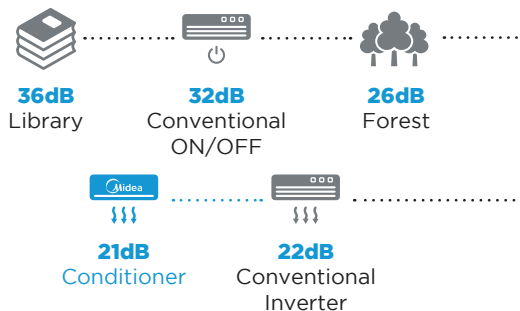 36dB
Library
32dB
Conventional
ON/OFF
26dB
Forest
Midea
21dB
Conditioner
22dB
Conventional
Inverter